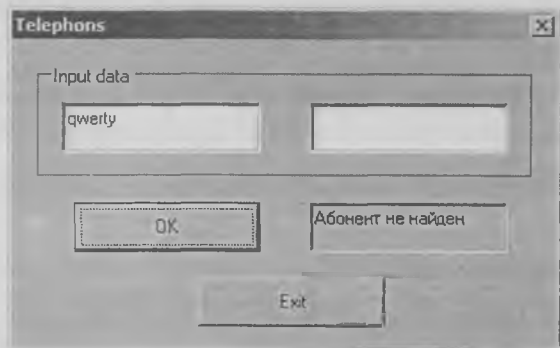 Telephons
Input data
qwerty
OK
Абонент не найден
Exit